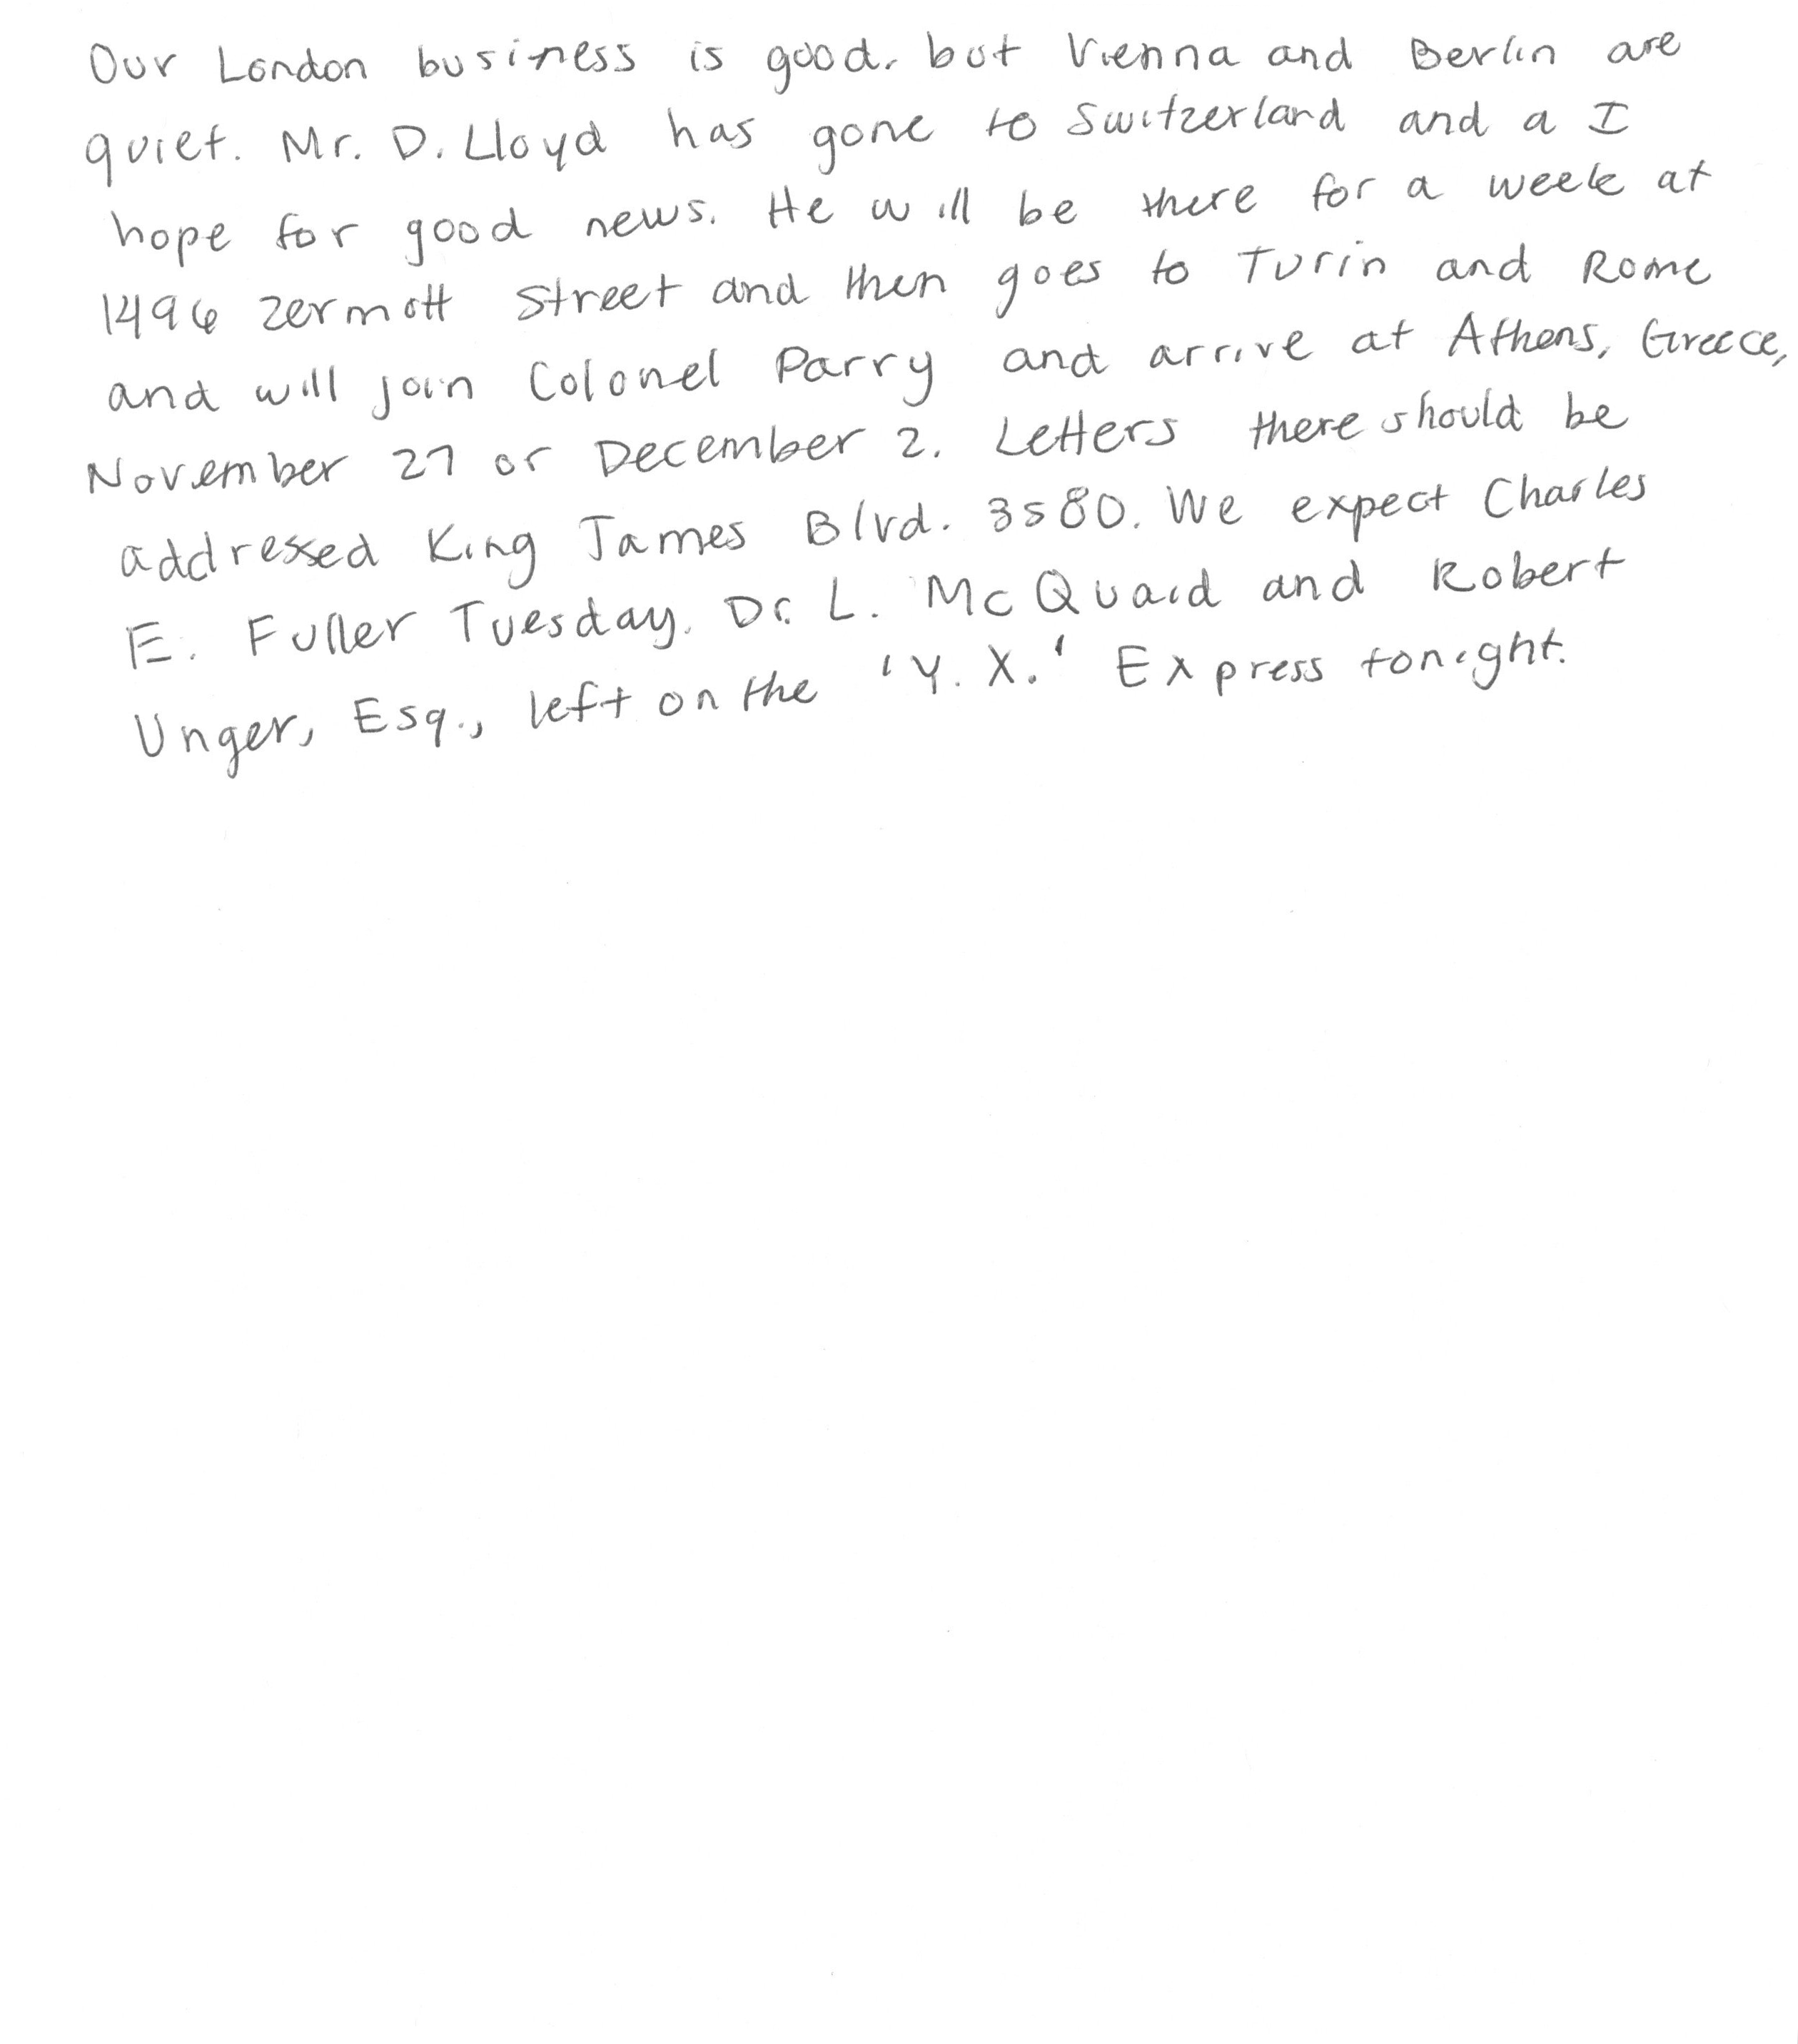 Our London business is good, but Vienna and Berlin are
quiet. Mr. D. Lloyd has gone to Switzerland and a I
hope for good news. He will be there for a week at
1496 Zermott Street and then goes to Turin and Rome
and will join Colonel Parry and arrive at Athens, Greece,
November 27 or December 2. Letters there should be
addressed King James Blvd. 3580. We expect Charles
E. Fuller Tuesday. Dr. L. McQuaid and Robert
Unger, Esq., left on the 'Y. X.' Express tonight.